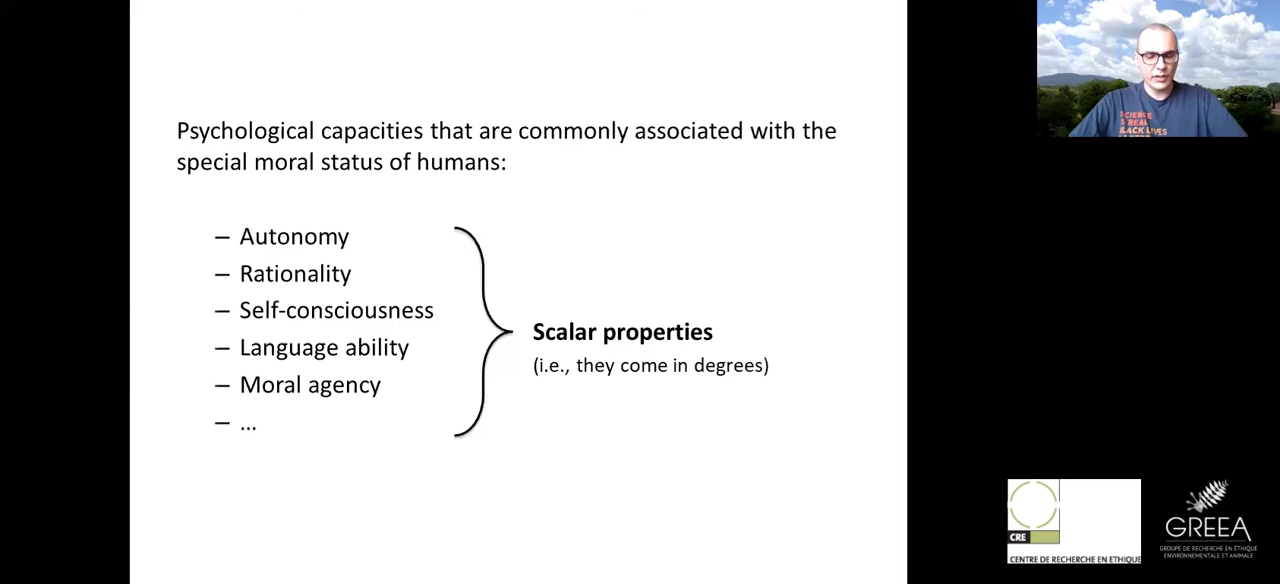 Psychological capacities that are commonly associated with the
special moral status of humans:
– Autonomy
– Rationality
– Self-consciousness
– Language ability
– Moral agency
– ...
Scalar properties
(i.e., they come in degrees)
SCIENCE
IS REAL
BLACK LIVES
CRE
CENTRE DE RECHERCHE EN ÉTHIQUE
GREEA
GROUPE DE RECHERCHE EN ÉTHIQUE
ENVIRONNEMENTALE ET ANIMALE